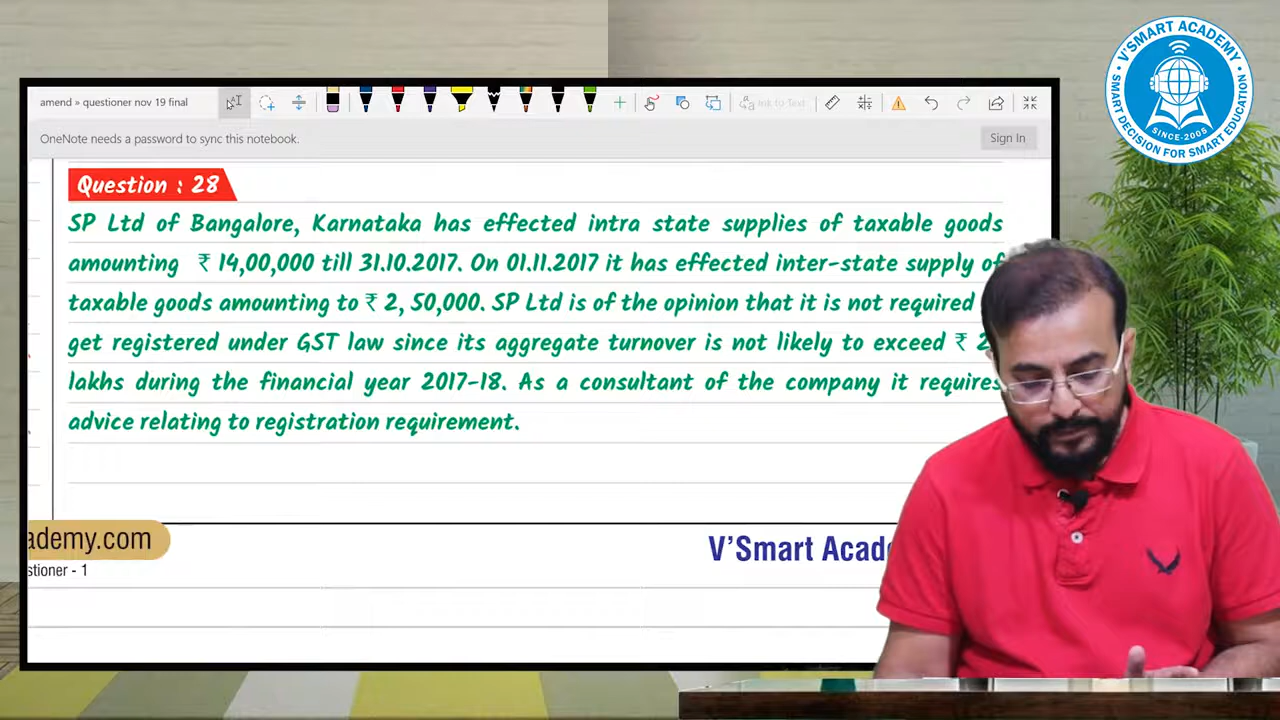 V'SMART ACADEMY
SINCE-2005
SMART DECISION FOR SMART EDUCATION
amend » questioner nov 19 final
Ink to Text
OneNote needs a password to sync this notebook.
Sign In
Question : 28
SP Ltd of Bangalore, Karnataka has effected intra state supplies of taxable goods
amounting ₹ 14,00,000 till 31.10.2017. On 01.11.2017 it has effected inter-state supply of
taxable goods amounting to ₹ 2, 50,000. SP Ltd is of the opinion that it is not required
get registered under GST law since its aggregate turnover is not likely to exceed ₹
lakhs during the financial year 2017-18. As a consultant of the company it requires
advice relating to registration requirement.
ademy.com
V'Smart Acade
stioner - 1